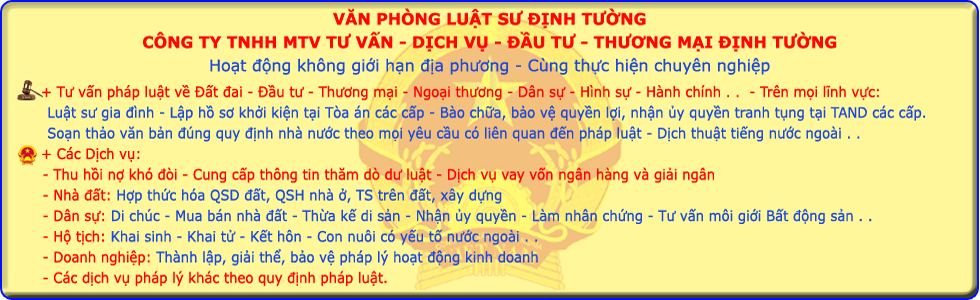 VĂN PHÒNG LUẬT SƯ ĐỊNH TƯỜNG
CÔNG TY TNHH MTV TƯ VẤN - DỊCH VỤ - ĐẦU TƯ - THƯƠNG MẠI ĐỊNH TƯỜNG
Hoạt động không giới hạn địa phương - Cùng thực hiện chuyên nghiệp
+ Tư vấn pháp luật về Đất đai - Đầu tư - Thương mại - Ngoại thương - Dân sự - Hình sự - Hành chính . . - Trên mọi lĩnh vực:
Luật sư gia đình - Lập hồ sơ khởi kiện tại Tòa án các cấp - Bào chữa, bảo vệ quyền lợi, nhận ủy quyền tranh tụng tại TAND các cấp.
Soạn thảo văn bản đúng quy định nhà nước theo mọi yêu cầu có liên quan đến pháp luật - Dịch thuật tiếng nước ngoài . .
+ Các Dịch vụ:
- Thu hồi nợ khó đòi - Cung cấp thông tin thăm dò dư luật - Dịch vụ vay vốn ngân hàng và giải ngân
- Nhà đất: Hợp thức hóa QSD đất, QSH nhà ở, TS trên đất, xây dựng
- Dân sự: Di chúc - Mua bán nhà đất - Thừa kế di sản - Nhận ủy quyền - Làm nhân chứng - Tư vấn môi giới Bất động sản . .
- Hộ tịch: Khai sinh - Khai tử - Kết hôn - Con nuôi có yếu tố nước ngoài . .
- Doanh nghiệp: Thành lập, giải thể, bảo vệ pháp lý hoạt động kinh doanh
- Các dịch vụ pháp lý khác theo quy định pháp luật.